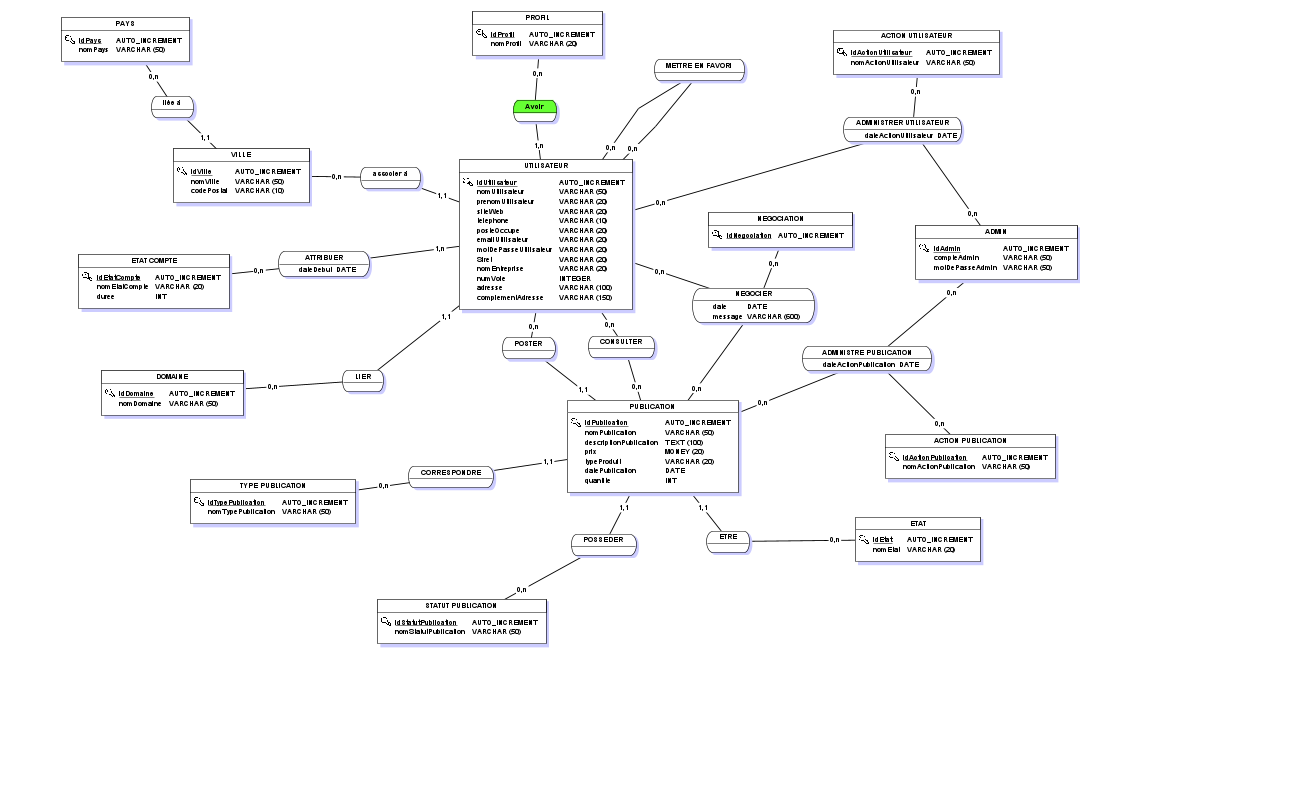 PAYS
idPays AUTO_INCREMENT
nomPays VARCHAR (50)
0,n
liée à
1,1
PROFIL
idProfil AUTO_INCREMENT
nomProfil VARCHAR (20)
0,n
Avoir
1,n
METTRE EN FAVORI
0,n
0,n
ACTION UTILISATEUR
idActionUtilisateur AUTO_INCREMENT
nomActionUtilisateur VARCHAR (50)
0,n
ADMINISTRER UTILISATEUR
dateActionUtilisateur DATE
0,n
0,n
VILLE
idVille AUTO_INCREMENT
nomVille VARCHAR (50)
codePostal VARCHAR (10)
0,n
associer à
1,1
UTILISATEUR
idUtilisateur AUTO_INCREMENT
nomUtilisateur VARCHAR (50)
prenomUtilisateur VARCHAR (20)
siteWeb VARCHAR (20)
telephone VARCHAR (10)
posteOccupe VARCHAR (20)
emailUtilisateur VARCHAR (20)
motDePasseUtilisateur VARCHAR (20)
Siret VARCHAR (20)
nomEntreprise VARCHAR (20)
numVoie INTEGER
adresse VARCHAR (100)
complementAdresse VARCHAR (150)
NEGOCIATION
idNegociation AUTO_INCREMENT
0,n
ADMIN
idAdmin AUTO_INCREMENT
compteAdmin VARCHAR (50)
motDePasseAdmin VARCHAR (50)
0,n
ETAT COMPTE
idEtatCompte AUTO_INCREMENT
nomEtatCompte VARCHAR (20)
duree INT
0,n
ATTRIBUER
dateDebut DATE
1,n
0,n
NEGOCIER
date DATE
message VARCHAR (600)
0,n
1,1
LIER
0,n
DOMAINE
idDomaine AUTO_INCREMENT
nomDomaine VARCHAR (50)
0,n
POSTER
1,1
0,n
CONSULTER
0,n
ADMINISTRE PUBLICATION
dateActionPublication DATE
0,n
0,n
PUBLICATION
idPublication AUTO_INCREMENT
nomPublication VARCHAR (50)
descriptionPublication TEXT (100)
prix MONEY (20)
typeProduit VARCHAR (20)
datePublication DATE
quantite INT
ACTION PUBLICATION
idActionPublication AUTO_INCREMENT
nomActionPublication VARCHAR (50)
1,1
CORRESPONDRE
0,n
TYPE PUBLICATION
idTypePublication AUTO_INCREMENT
nomTypePublication VARCHAR (50)
1,1
POSSEDER
0,n
1,1
ETRE
0,n
ETAT
idEtat AUTO_INCREMENT
nomEtat VARCHAR (20)
STATUT PUBLICATION
idStatutPublication AUTO_INCREMENT
nomStatutPublication VARCHAR (50)